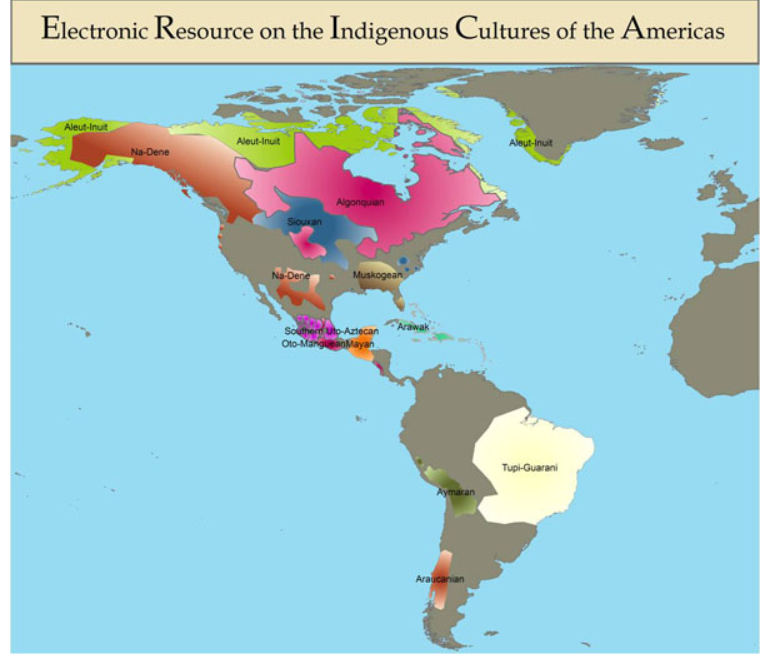 Electronic Resource on the Indigenous Cultures of the Americas
Aleut-Inuit
Na-Dene
Aleut-Inuit
Aleut-Inuit
Algonquian
Siouxan
Na-Dene
Muskogean
Southern Uto-Aztecan
Arawak
Oto-Manguean
Mayan
Tupi-Guarani
Aymaran
Araucanian